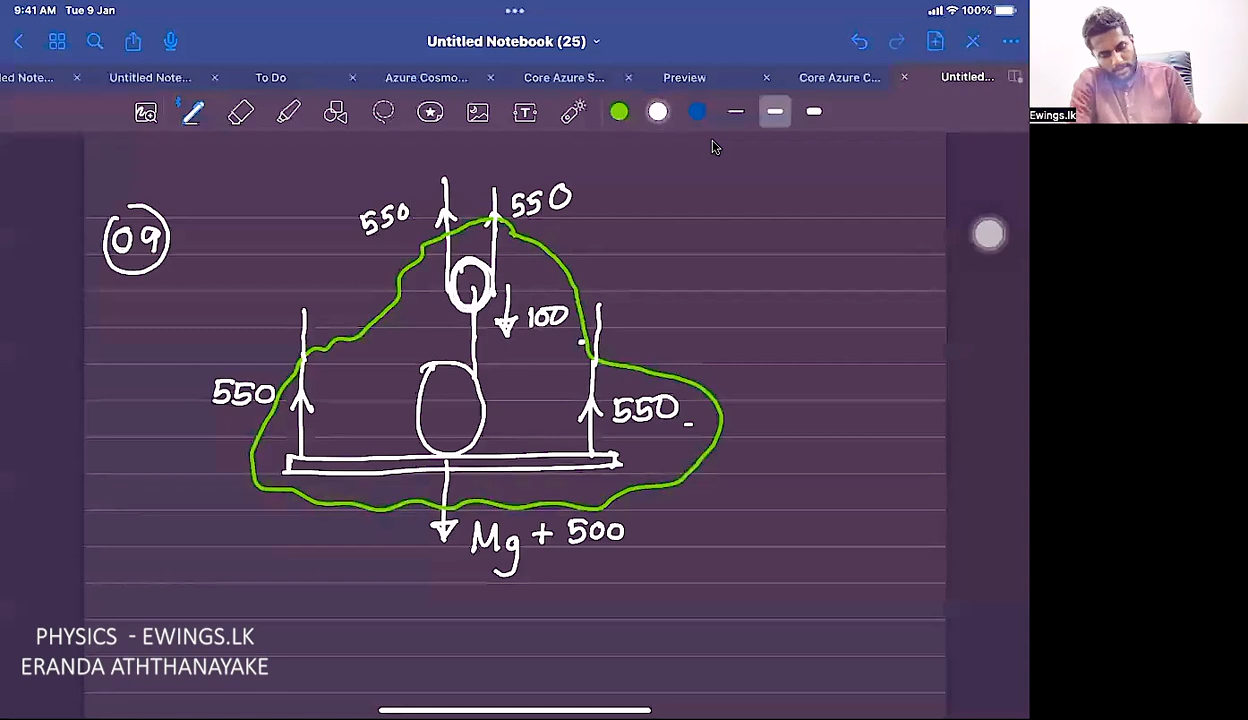 9:41 AM Tue 9 Jan
100%
Untitled Notebook (25)
led Note...
Untitled Note...
To Do
Azure Cosmo...
Core Azure S...
Preview
Core Azure C...
Untitled...
T
Ewings.lk
09
550
550
100
550
550
Mg + 500
PHYSICS - EWINGS.LK
ERANDA ATHTHANAYAKE